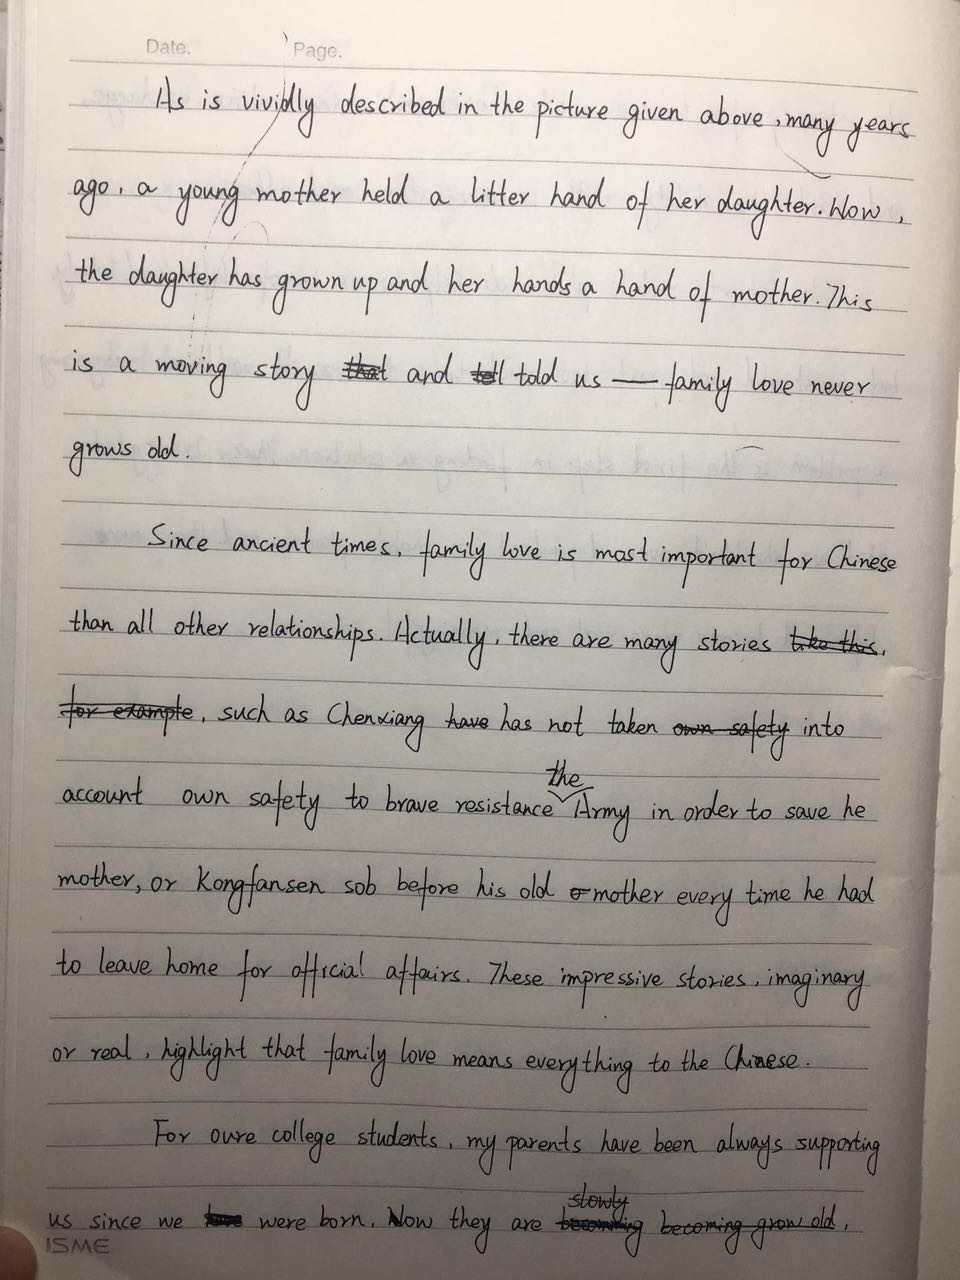 Date. Page.
As is vividly described in the picture given above, many years
ago, a young mother held a litter hand of her daughter. Now,
the daughter has grown up and her hands a hand of mother. This
is a moving story that and tell told us — family love never
grows old.
Since ancient times, family love is most important for Chinese
than all other relationships. Actually, there are many stories like this,
for example, such as Chenxiang have has not taken own safety into
the
account own safety to brave resistance Army in order to save he
mother, or Kongfansen sob before his old mother every time he had
to leave home for official affairs. These impressive stories, imaginary
or real, highlight that family love means everything to the Chinese.
For oure college students, my parents have been always supporting
slowly
us since we were born. Now they are becoming becoming grow old,
ISME